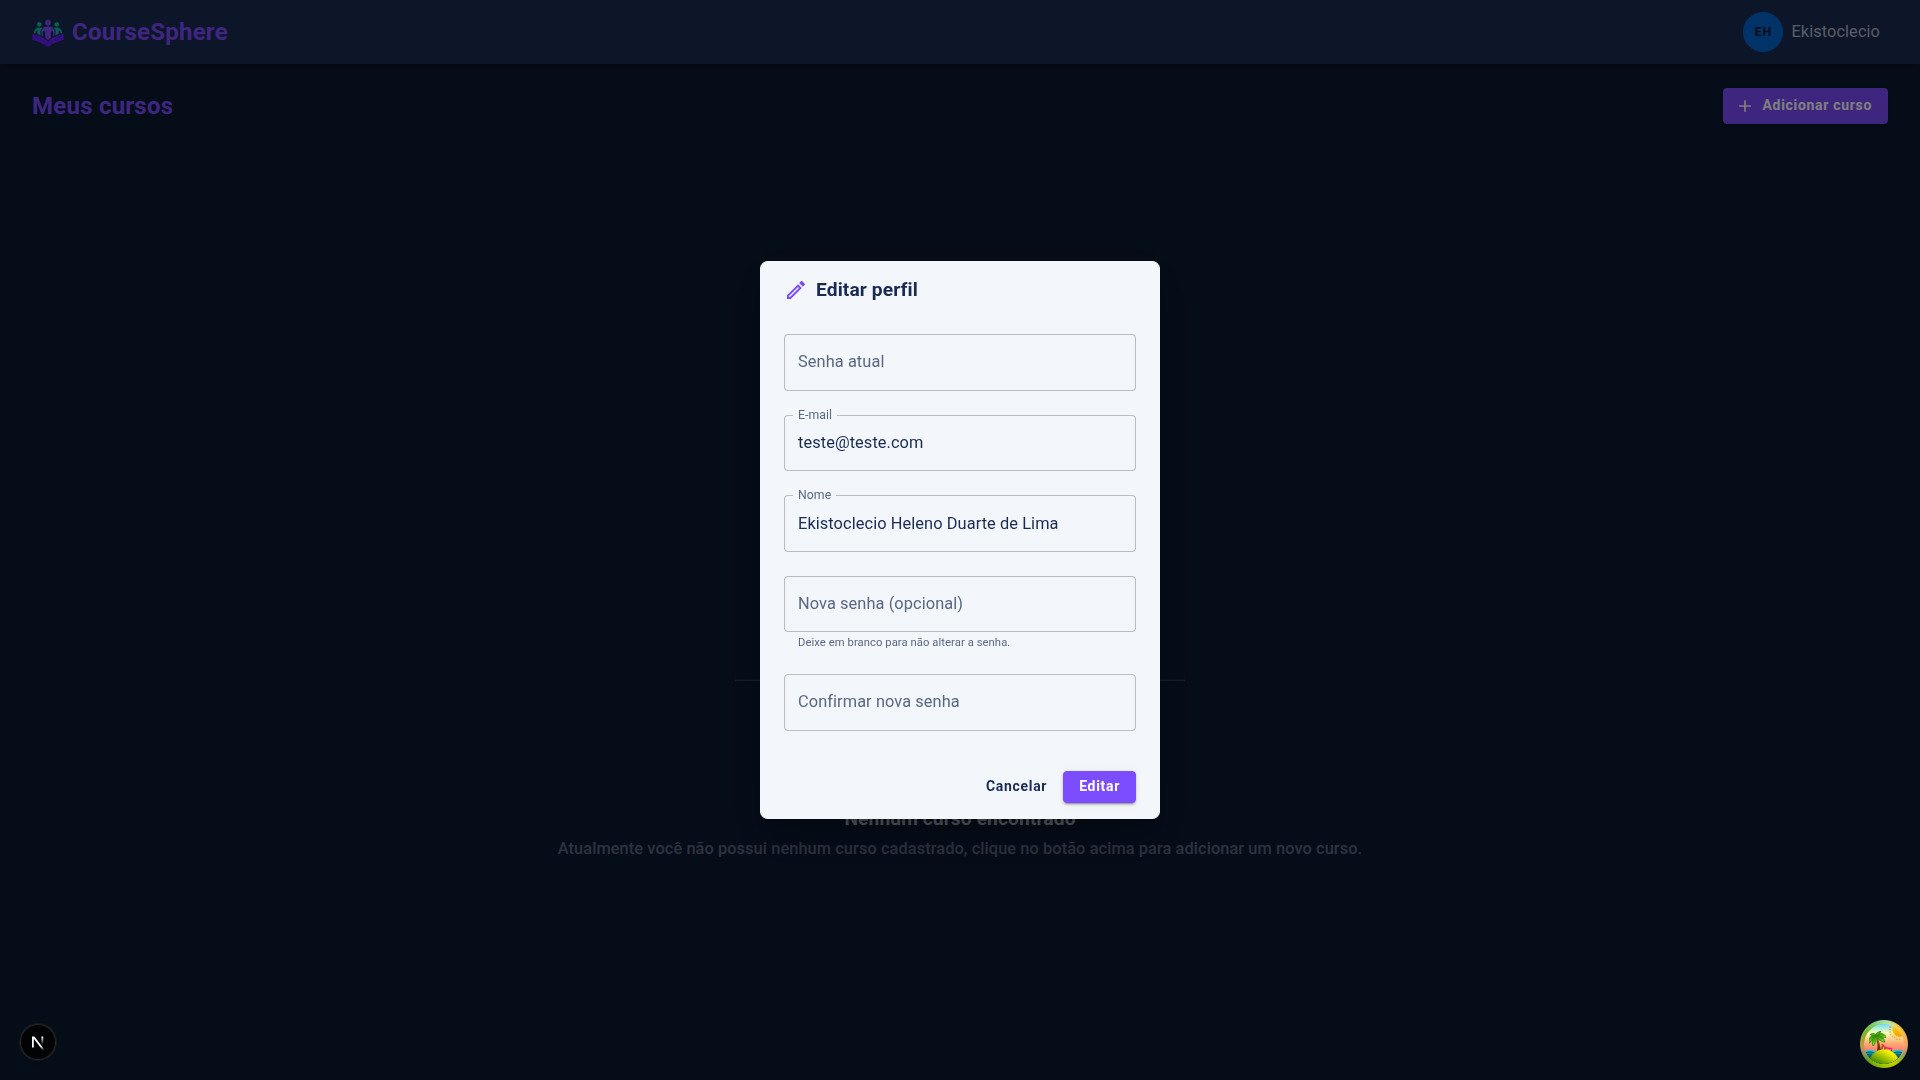 CourseSphere
EH Ekistoclecio
Meus cursos
Adicionar curso
Editar perfil
Senha atual
E-mail
teste@teste.com
Nome
Ekistoclecio Heleno Duarte de Lima
Nova senha (opcional)
Deixe em branco para não alterar a senha.
Confirmar nova senha
Cancelar Editar
Nenhum curso encontrado
Atualmente você não possui nenhum curso cadastrado, clique no botão acima para adicionar um novo curso.
N